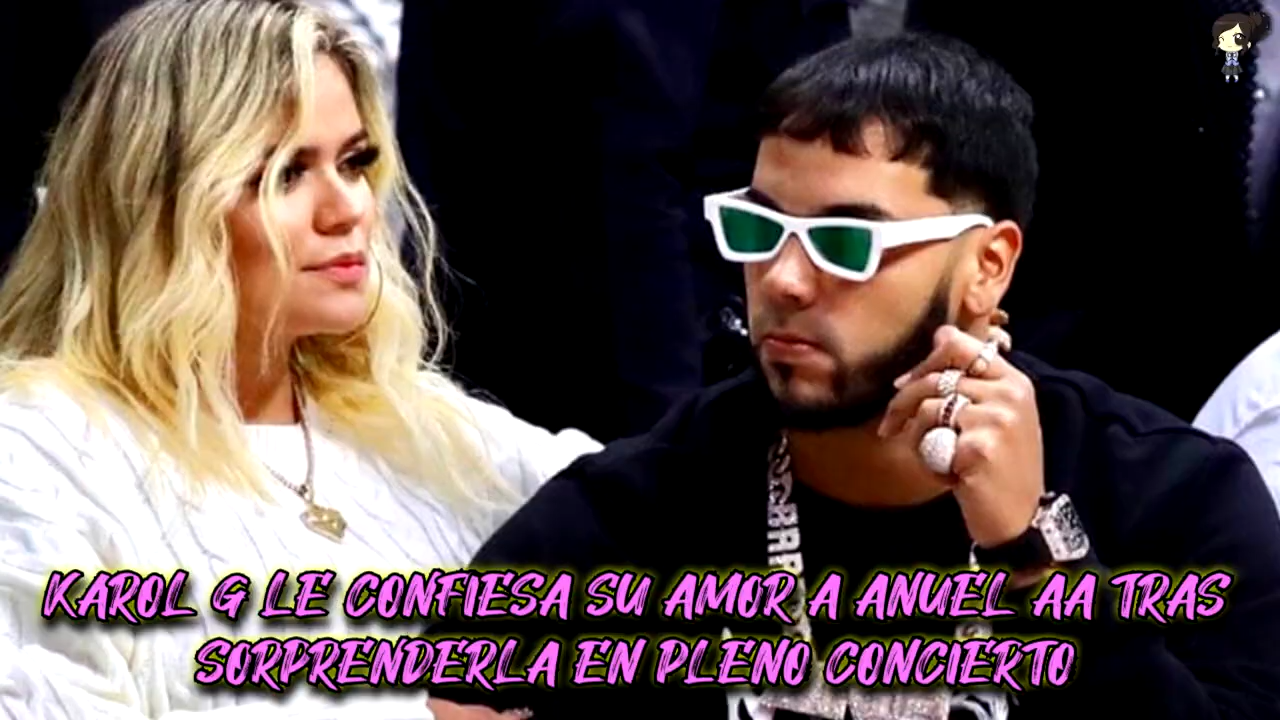 KAROL G LE CONFIESA SU AMOR A ANUEL AA TRAS
SORPRENDERLA EN PLENO CONCIERTO